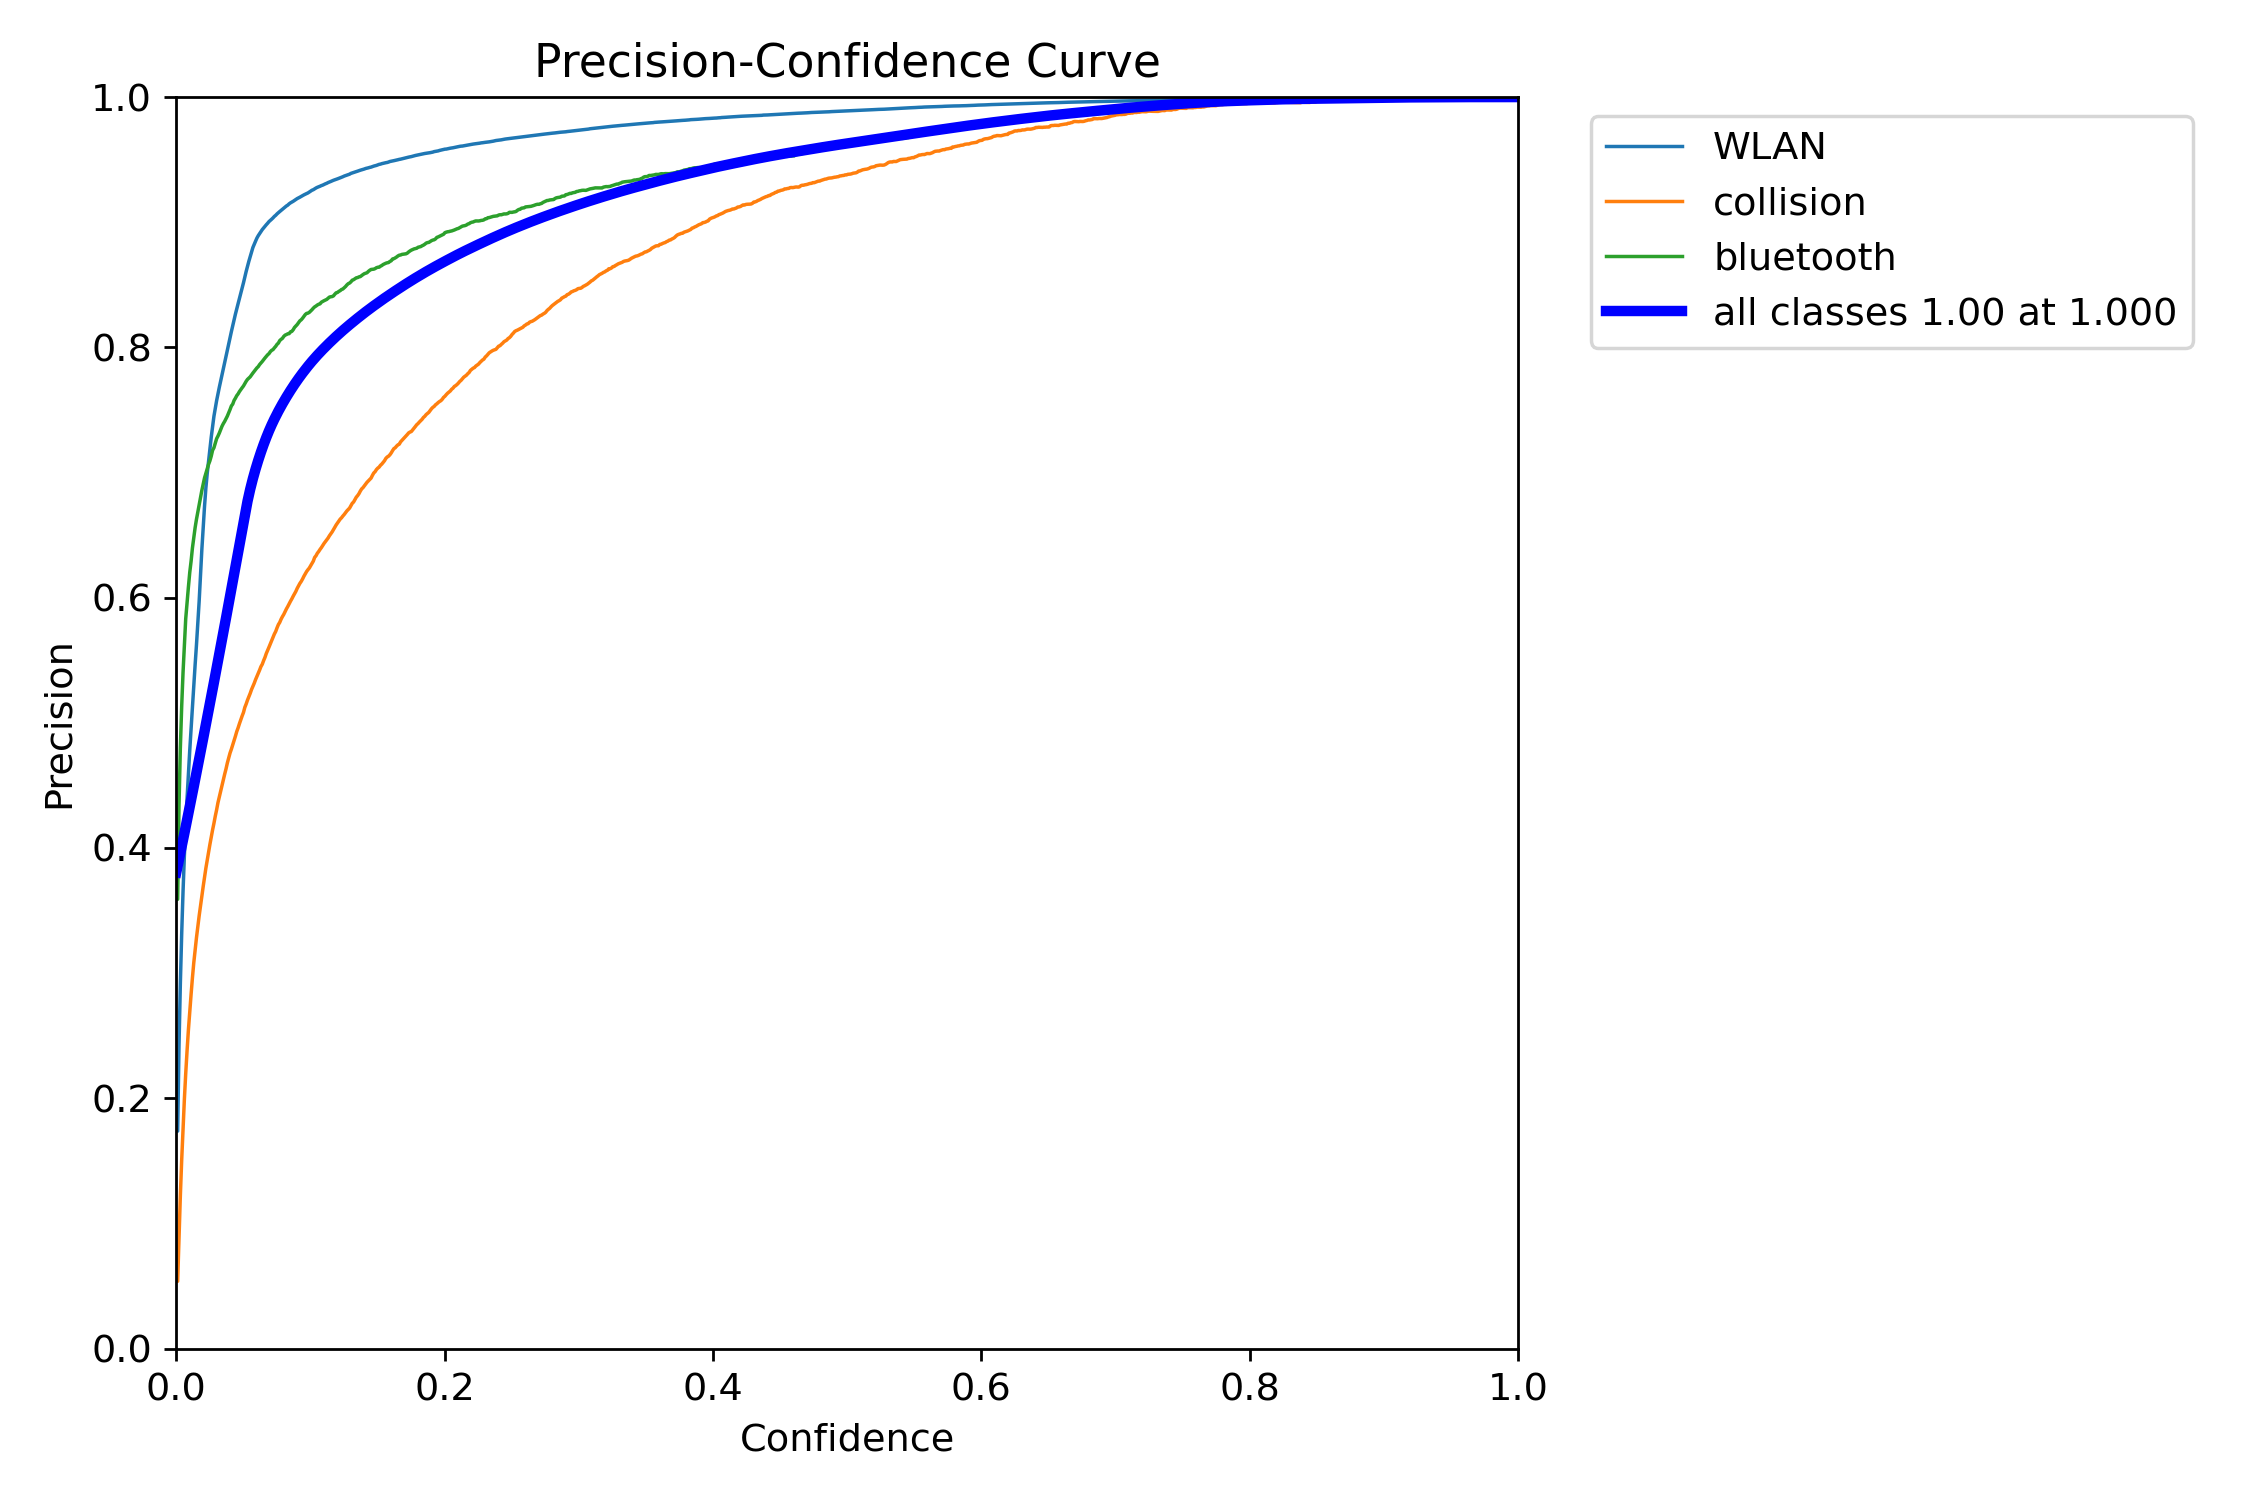 Precision-Confidence Curve
1.0
0.8
0.6
0.4
0.2
0.0
Precision
0.0 0.2 0.4 0.6 0.8 1.0
Confidence
WLAN
collision
bluetooth
all classes 1.00 at 1.000